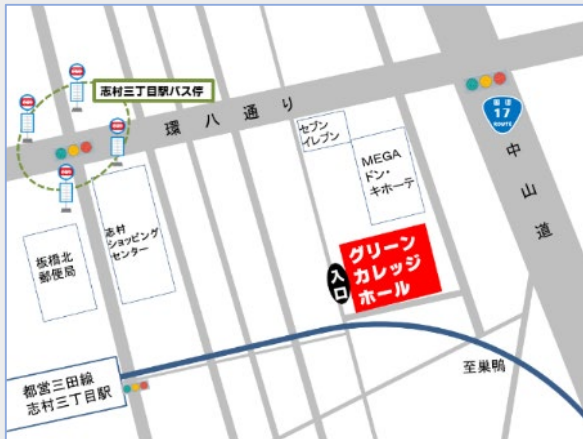 志村三丁目駅バス停
環八通り
セブン
イレブン
MEGA
ドン・
キホーテ
国道
17
ROUTE
中山道
志村
ショッピング
センター
板橋北
郵便局
グリーン
カレッジ
ホール
入口
都営三田線
志村三丁目駅
至巣鴨